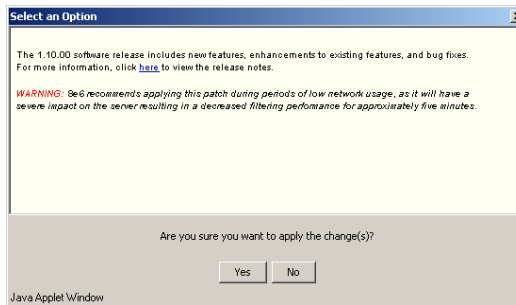 Select an Option
The 1.10.00 software release includes new features, enhancements to existing features, and bug fixes.
For more information, click here to view the release notes.
WARNING: 8e6 recommends applying this patch during periods of low network usage, as it will have a
severe impact on the server resulting in a decreased filtering performance for approximately five minutes.
Are you sure you want to apply the change(s)?
Yes No
Java Applet Window